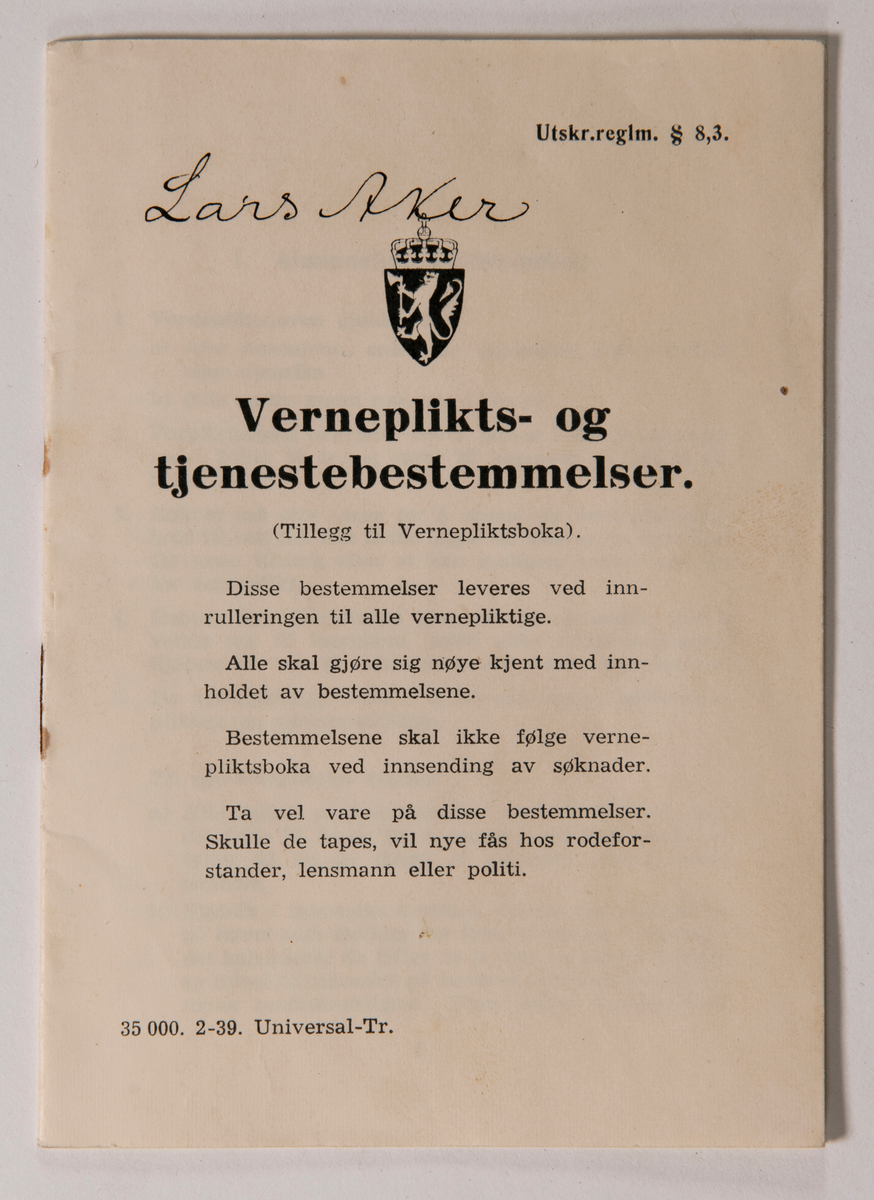 Utskr.reglm. § 8,3.
Lars Aker
Verneplikts- og
tjenestebestemmelser.
(Tillegg til Vernepliktsboka).
Disse bestemmelser leveres ved inn-
rulleringen til alle vernepliktige.
Alle skal gjøre sig nøye kjent med inn-
holdet av bestemmelsene.
Bestemmelsene skal ikke følge verne-
pliktsboka ved innsending av søknader.
Ta vel vare på disse bestemmelser.
Skulle de tapes, vil nye fås hos rodefor-
stander, lensmann eller politi.
35 000. 2-39. Universal-Tr.